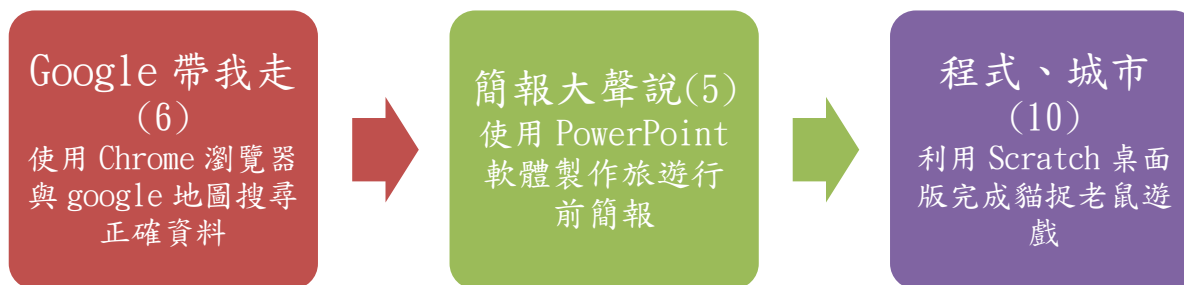 Google 帶我走
(6)
使用 Chrome 瀏覽器
與 google 地圖搜尋
正確資料
簡報大聲說(5)
使用 PowerPoint
軟體製作旅遊行
前簡報
程式、城市
(10)
利用 Scratch 桌面
版完成貓捉老鼠遊
戲